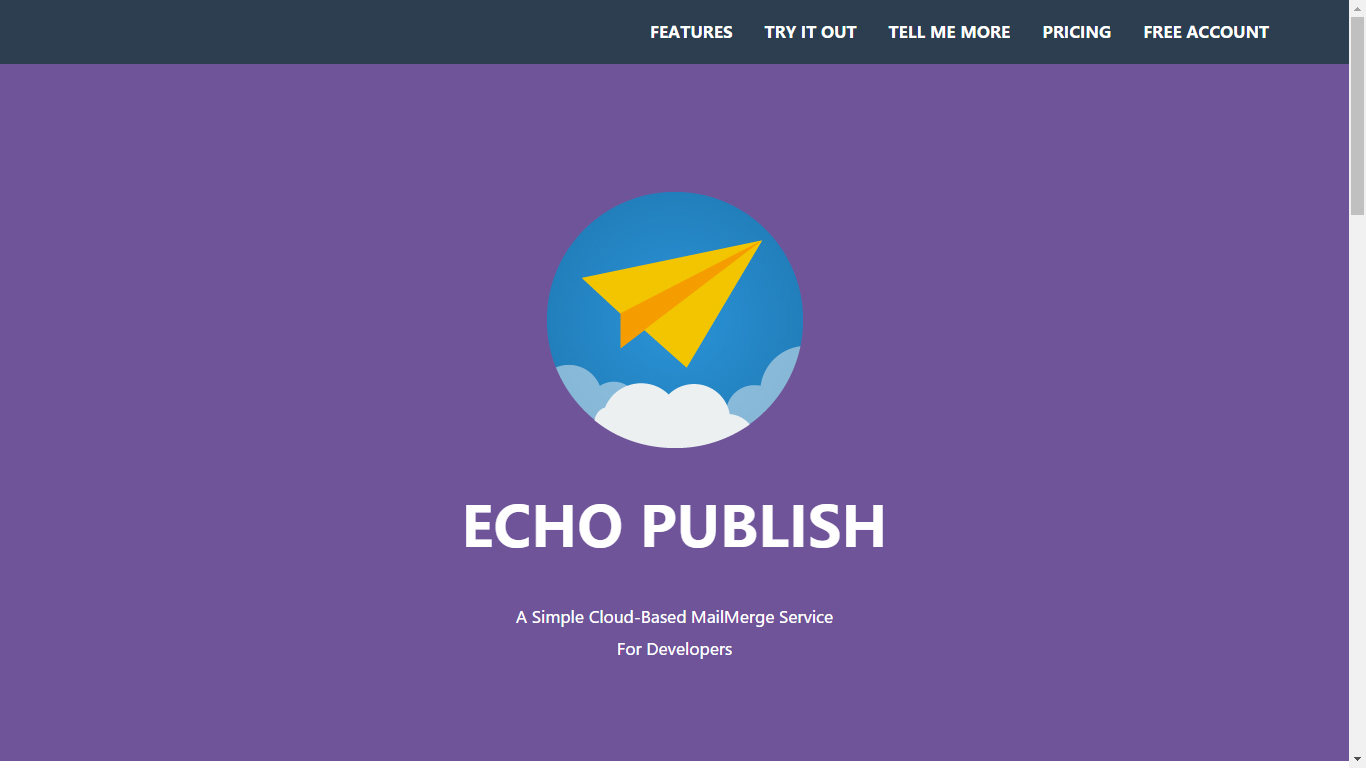 FEATURES TRY IT OUT TELL ME MORE PRICING FREE ACCOUNT
ECHO PUBLISH
A Simple Cloud-Based MailMerge Service
For Developers